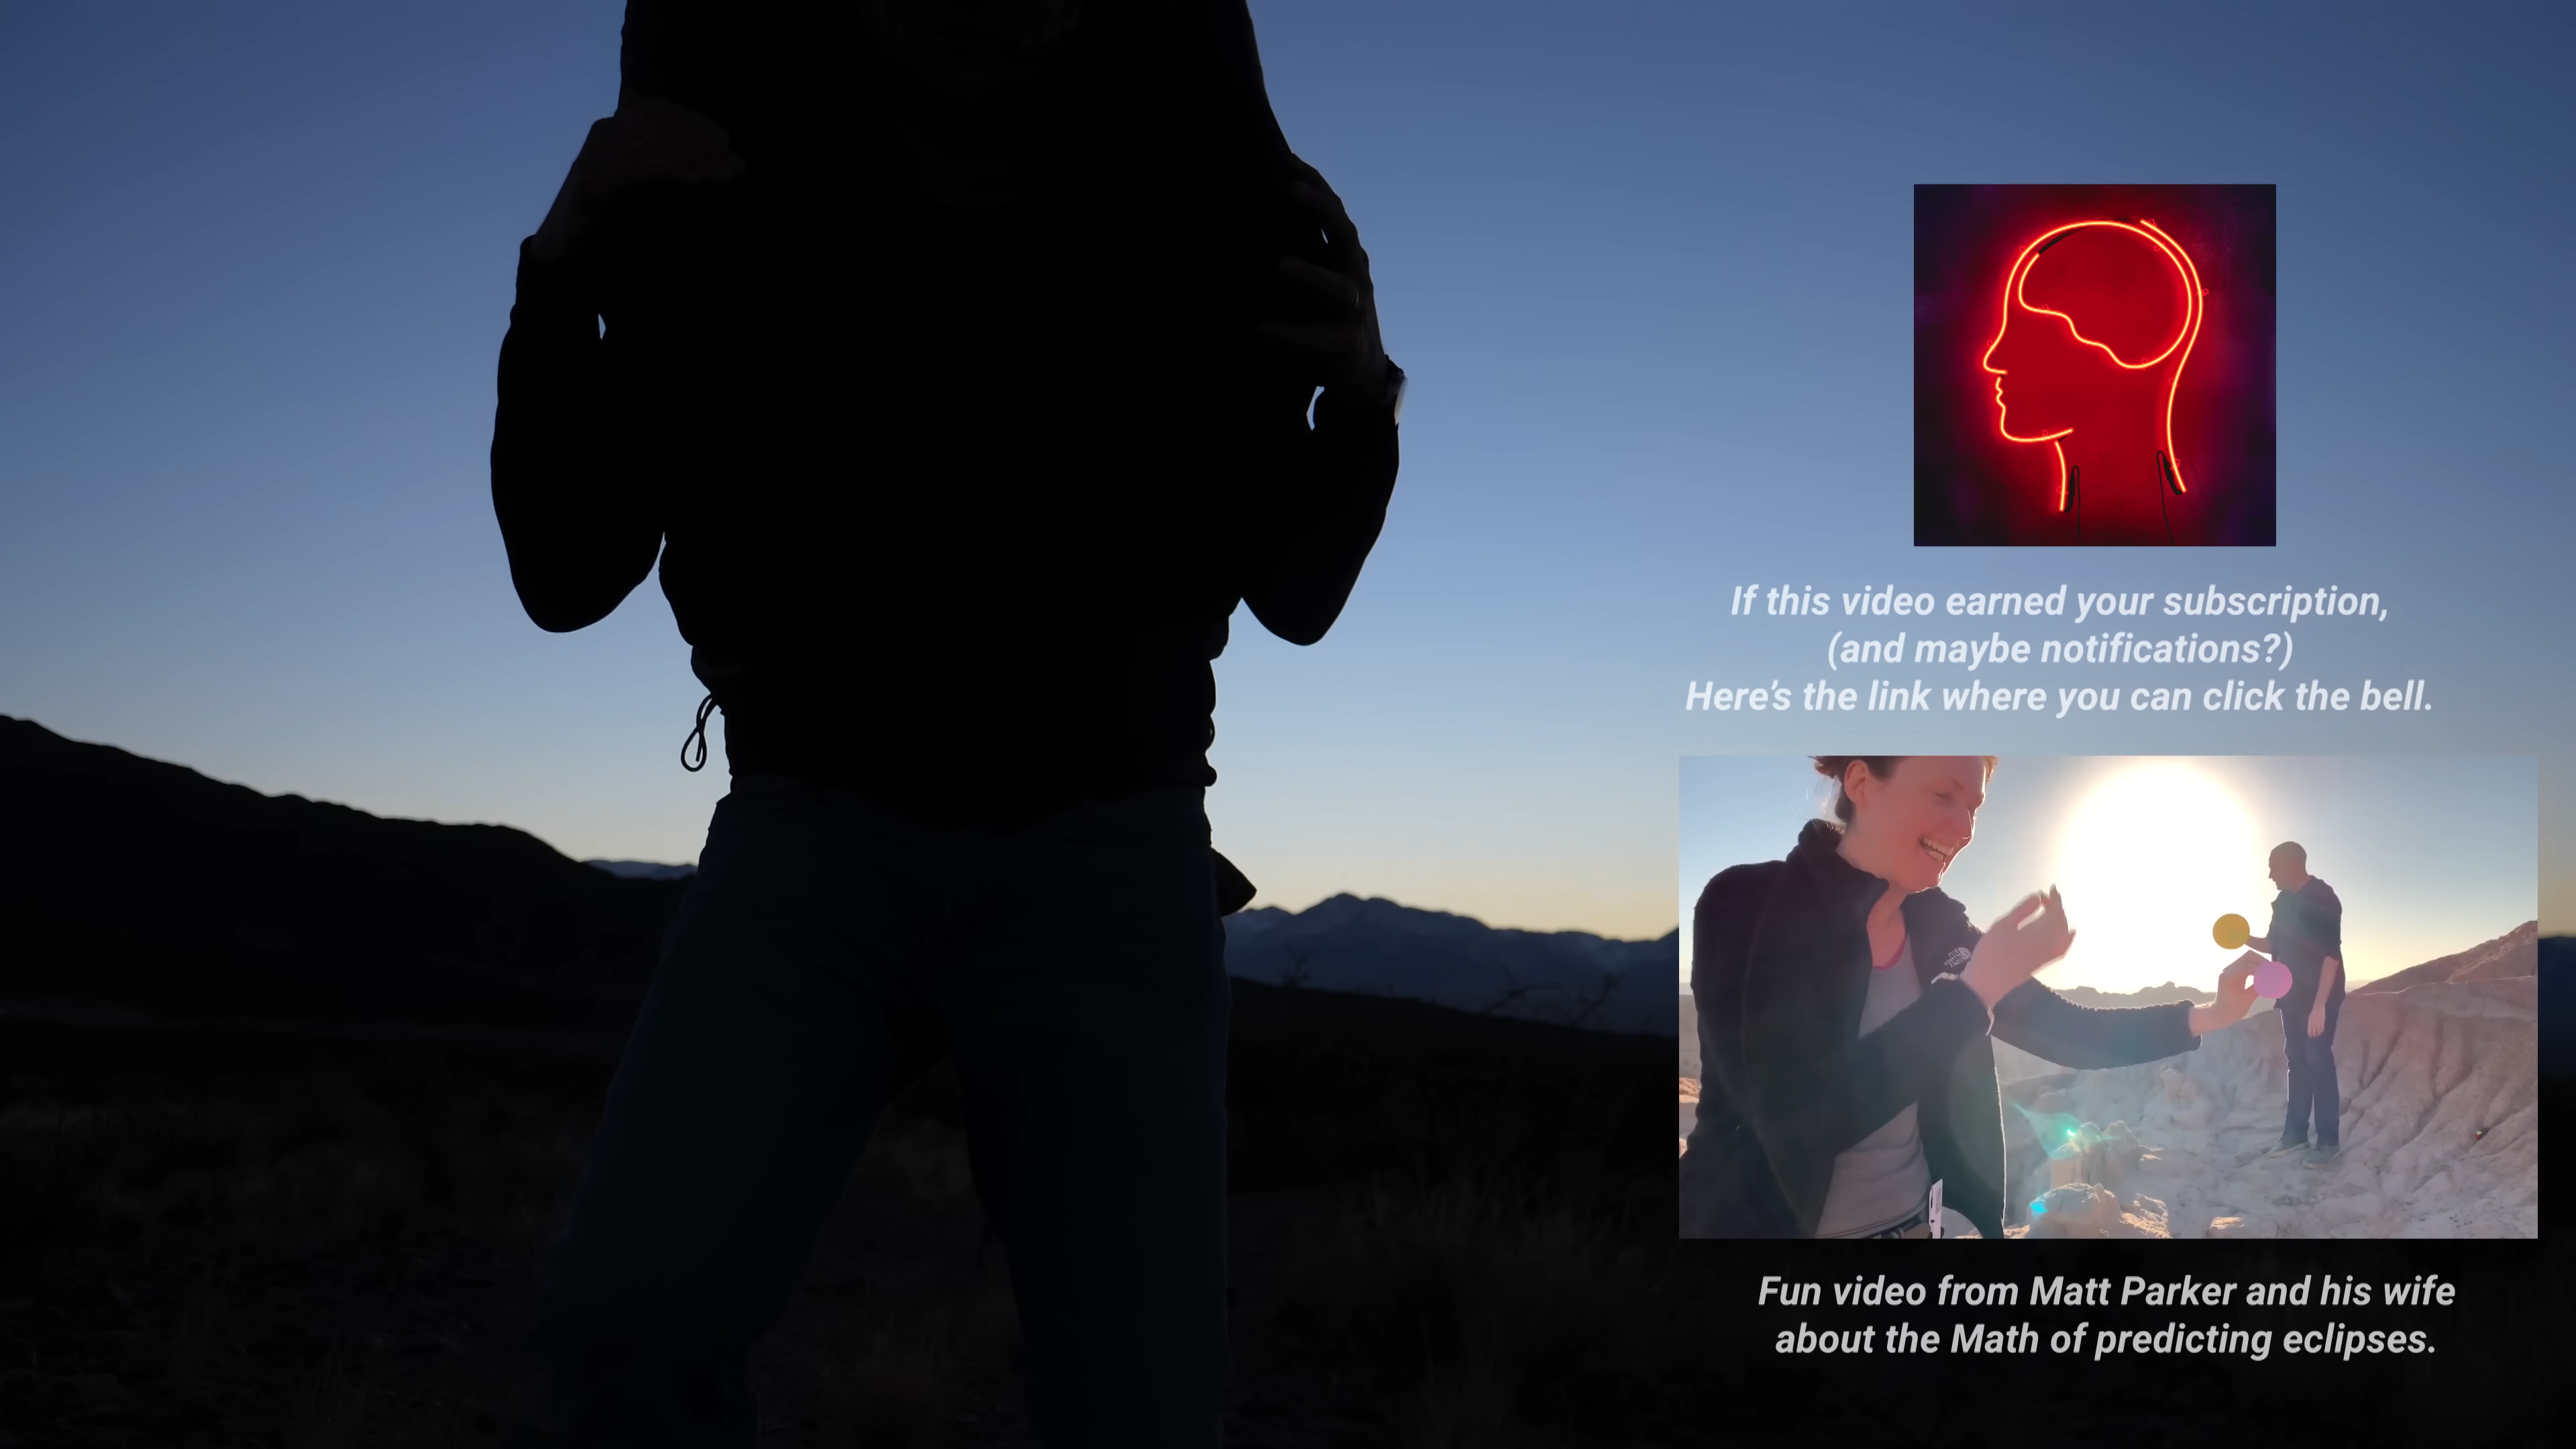 If this video earned your subscription,
(and maybe notifications?)
Here's the link where you can click the bell.
Fun video from Matt Parker and his wife
about the Math of predicting eclipses.